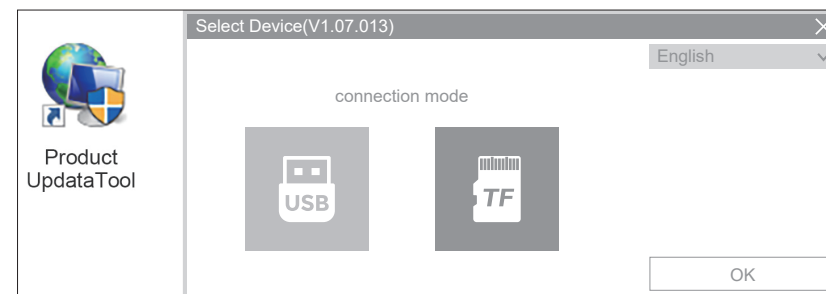 Select Device(V1.07.013)
English
connection mode
USB
TF
Product
UpdataTool
OK